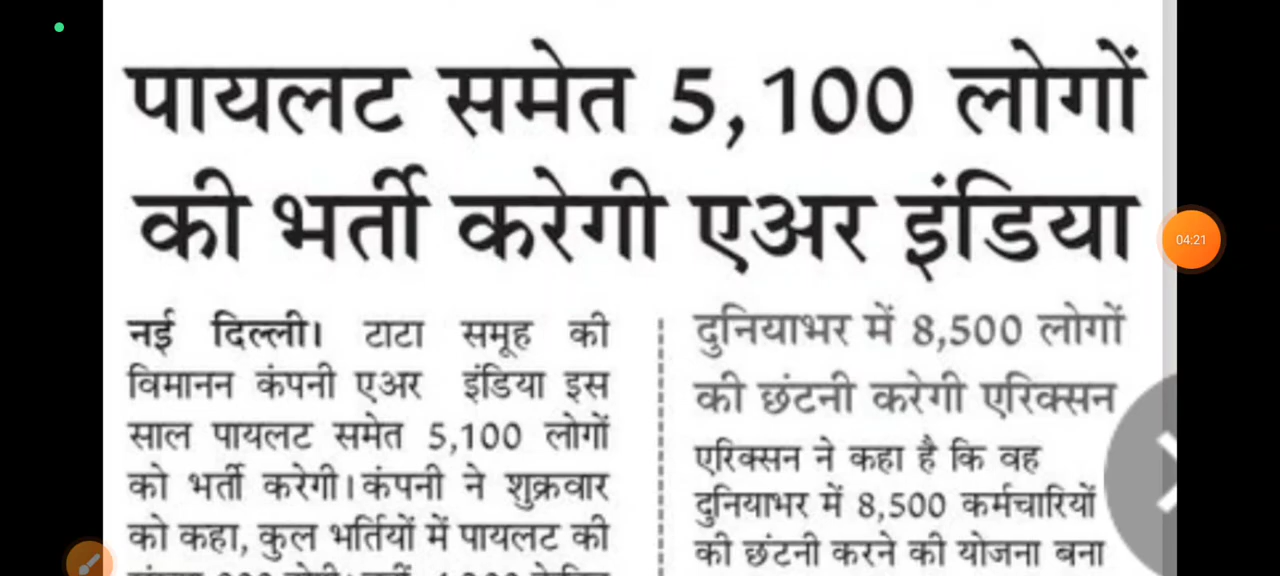 पायलट समेत 5,100 लोगों
की भर्ती करेगी एअर इंडिया
नई दिल्ली। टाटा समूह की
विमानन कंपनी एअर इंडिया इस
साल पायलट समेत 5,100 लोगों
को भर्ती करेगी। कंपनी ने शुक्रवार
को कहा, कुल भर्तियों में पायलट की
दुनियाभर में 8,500 लोगों
की छंटनी करेगी एरिक्सन
एरिक्सन ने कहा है कि वह
दुनियाभर में 8,500 कर्मचारियों
की छंटनी करने की योजना बना
04:21